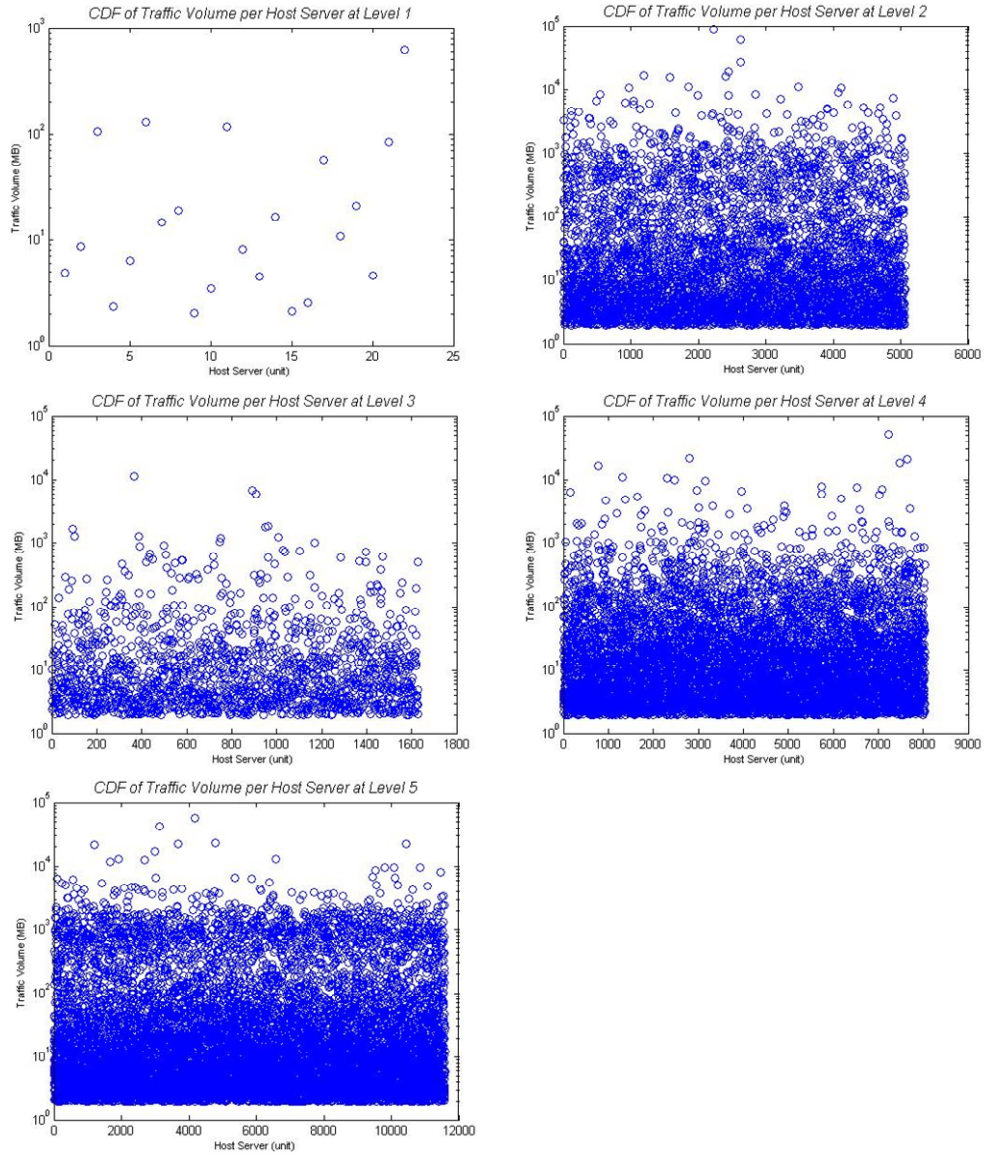 CDF of Traffic Volume per Host Server at Level 1
10^3
10^2
10^1
10^0
Traffic Volume (MB)
0 5 10 15 20 25
Host Server (unit)
CDF of Traffic Volume per Host Server at Level 2
10^5
10^4
10^3
10^2
10^1
10^0
Traffic Volume (MB)
0 1000 2000 3000 4000 5000 6000
Host Server (unit)
CDF of Traffic Volume per Host Server at Level 3
10^5
10^4
10^3
10^2
10^1
10^0
Traffic Volume (MB)
0 200 400 600 800 1000 1200 1400 1600 1800
Host Server (unit)
CDF of Traffic Volume per Host Server at Level 4
10^5
10^4
10^3
10^2
10^1
10^0
Traffic Volume (MB)
0 1000 2000 3000 4000 5000 6000 7000 8000 9000
Host Server (unit)
CDF of Traffic Volume per Host Server at Level 5
10^5
10^4
10^3
10^2
10^1
10^0
Traffic Volume (MB)
0 2000 4000 6000 8000 10000 12000
Host Server (unit)